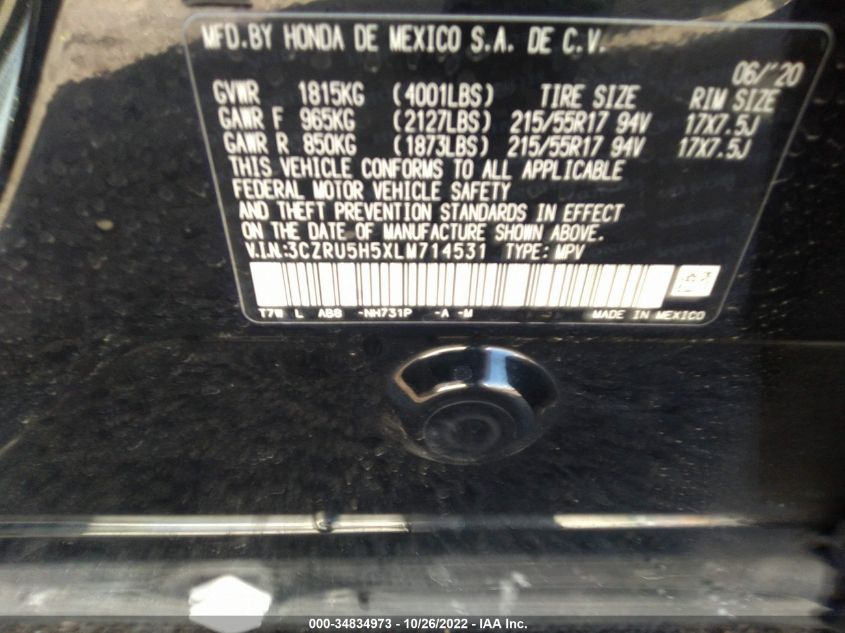 MFD.BY HONDA DE MEXICO S.A. DE C.V.
06/'20
GVWR 1815KG (4001LBS) TIRE SIZE RIM SIZE
GAWR F 965KG (2127LBS) 215/55R17 94V 17X7.5J
GAWR R 850KG (1873LBS) 215/55R17 94V 17X7.5J
THIS VEHICLE CONFORMS TO ALL APPLICABLE
FEDERAL MOTOR VEHICLE SAFETY
AND THEFT PREVENTION STANDARDS IN EFFECT
ON THE DATE OF MANUFACTURE SHOWN ABOVE.
V.I.N:3CZRU5H5XLM714531 TYPE: MPV
T7W L AB8 -NH731P -A -M MADE IN MEXICO
000-34834973 - 10/26/2022 - IAA Inc.